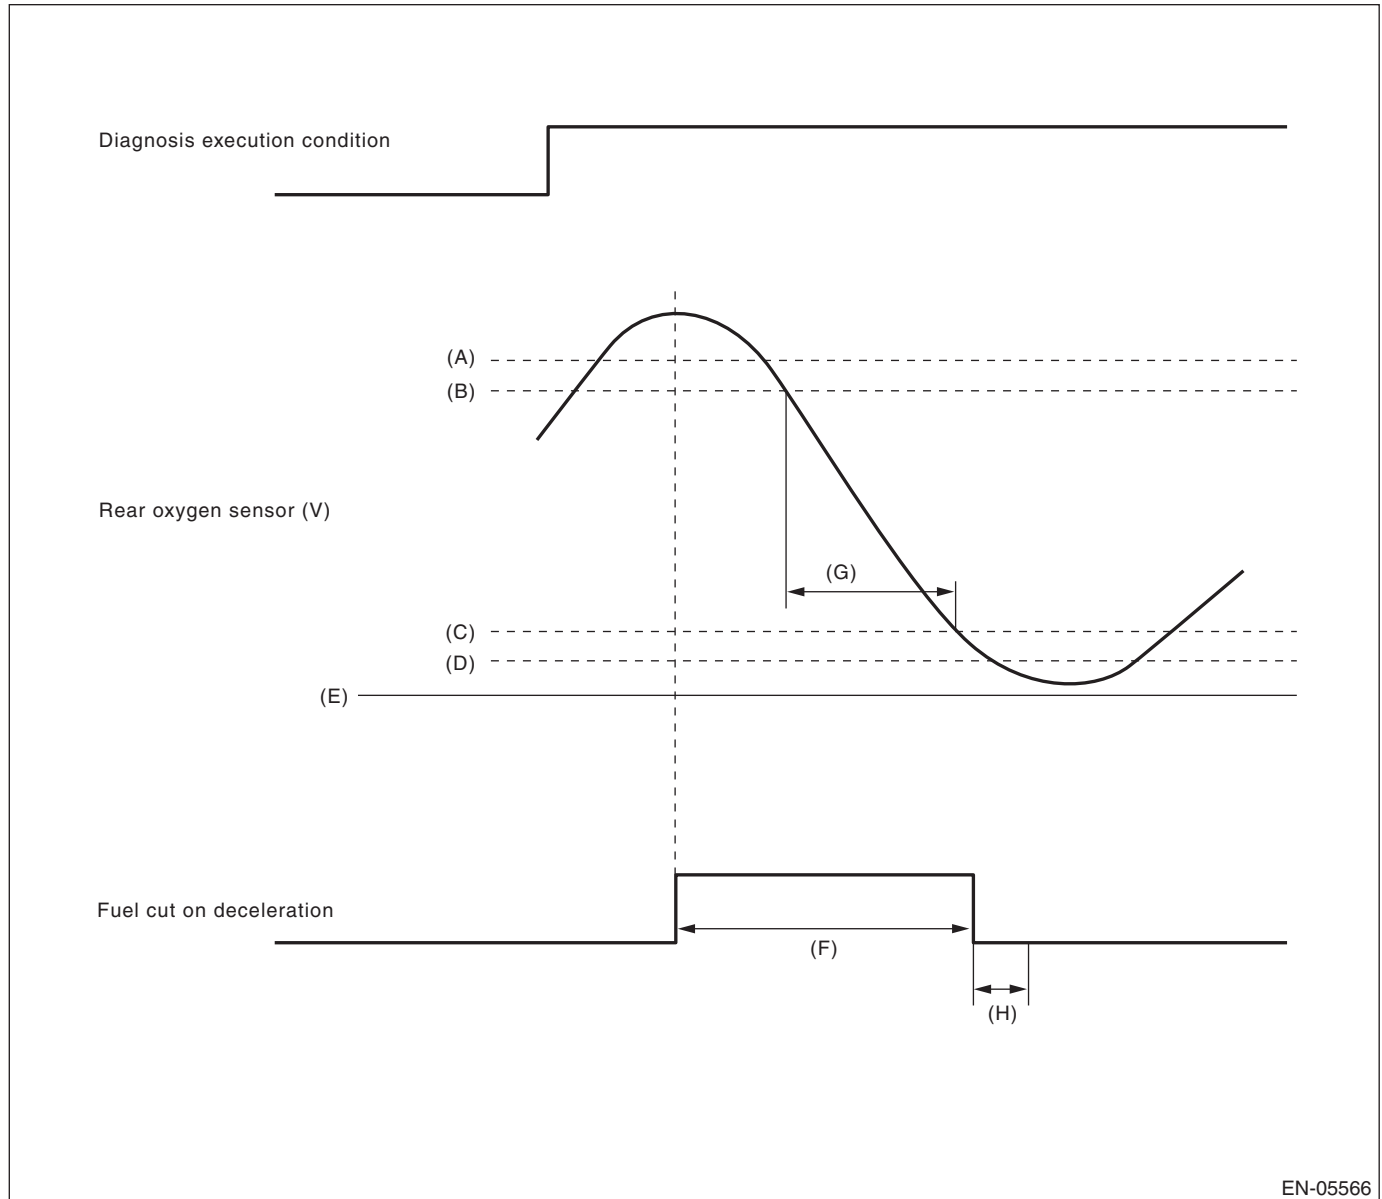 Diagnosis execution condition
(A)
(B)
Rear oxygen sensor (V)
(G)
(C)
(D)
(E)
Fuel cut on deceleration
(F)
(H)
EN-05566